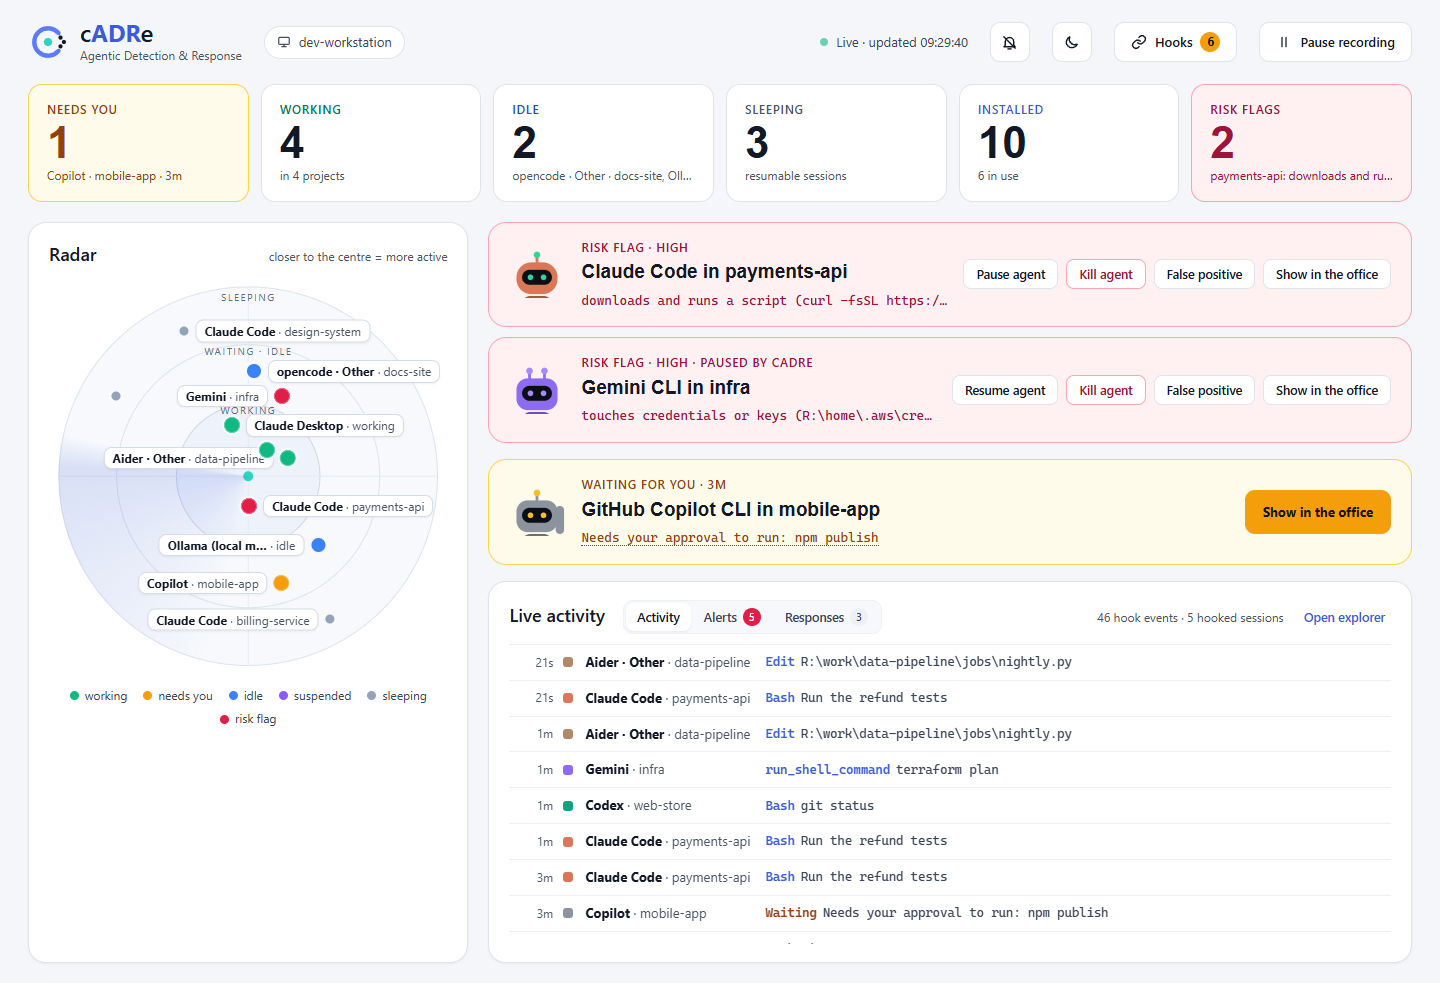 cADRe
Agentic Detection & Response
dev-workstation
Live · updated 09:29:40
Hooks 6
Pause recording
NEEDS YOU
1
Copilot · mobile-app · 3m
WORKING
4
in 4 projects
IDLE
2
opencode · Other · docs-site, Oll...
SLEEPING
3
resumable sessions
INSTALLED
10
6 in use
RISK FLAGS
2
payments-api: downloads and ru...
Radar
closer to the centre = more active
SLEEPING
Claude Code · design-system
WAITING · IDLE
opencode · Other · docs-site
Gemini · infra
WORKING
Claude Desktop · working
Aider · Other · data-pipeline
Claude Code · payments-api
Ollama (local m... · idle
Copilot · mobile-app
Claude Code · billing-service
working
needs you
idle
suspended
sleeping
risk flag
RISK FLAG · HIGH
Claude Code in payments-api
downloads and runs a script (curl -fsSL https:/…
Pause agent
Kill agent
False positive
Show in the office
RISK FLAG · HIGH · PAUSED BY CADRE
Gemini CLI in infra
touches credentials or keys (R:\home\.aws\cre…
Resume agent
Kill agent
False positive
Show in the office
WAITING FOR YOU · 3M
GitHub Copilot CLI in mobile-app
Needs your approval to run: npm publish
Show in the office
Live activity
Activity
Alerts 5
Responses 3
46 hook events · 5 hooked sessions
Open explorer
21s Aider · Other · data-pipeline Edit R:\work\data-pipeline\jobs\nightly.py
21s Claude Code · payments-api Bash Run the refund tests
1m Aider · Other · data-pipeline Edit R:\work\data-pipeline\jobs\nightly.py
1m Gemini · infra run_shell_command terraform plan
1m Codex · web-store Bash git status
1m Claude Code · payments-api Bash Run the refund tests
3m Claude Code · payments-api Bash Run the refund tests
3m Copilot · mobile-app Waiting Needs your approval to run: npm publish